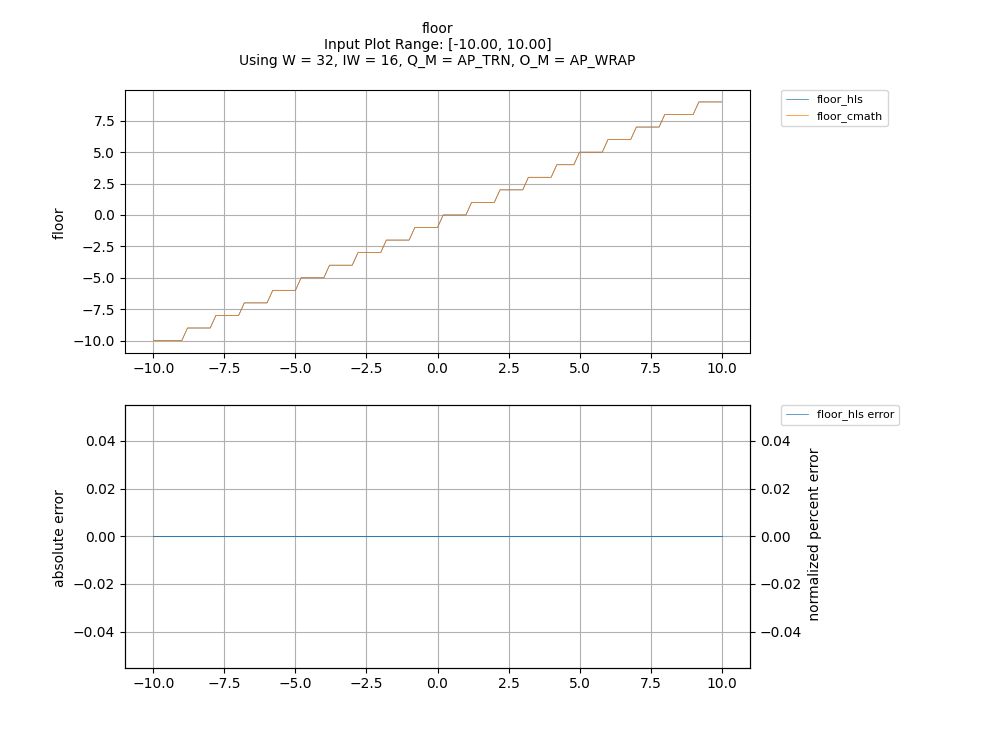 floor
Input Plot Range: [-10.00, 10.00]
Using W = 32, IW = 16, Q_M = AP_TRN, O_M = AP_WRAP
floor_hls
floor_cmath
floor
7.5
5.0
2.5
0.0
−2.5
−5.0
−7.5
−10.0
−10.0 −7.5 −5.0 −2.5 0.0 2.5 5.0 7.5 10.0
floor_hls error
absolute error
0.04
0.02
0.00
−0.02
−0.04
0.04
0.02
0.00
−0.02
−0.04
normalized percent error
−10.0 −7.5 −5.0 −2.5 0.0 2.5 5.0 7.5 10.0